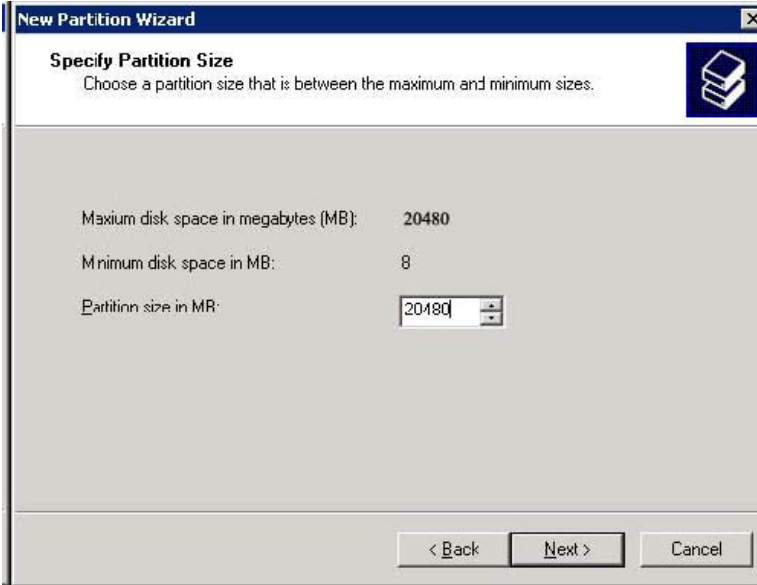 New Partition Wizard
Specify Partition Size
Choose a partition size that is between the maximum and minimum sizes.
Maxium disk space in megabytes (MB): 20480
Minimum disk space in MB: 8
Partition size in MB: 20480
< Back Next > Cancel